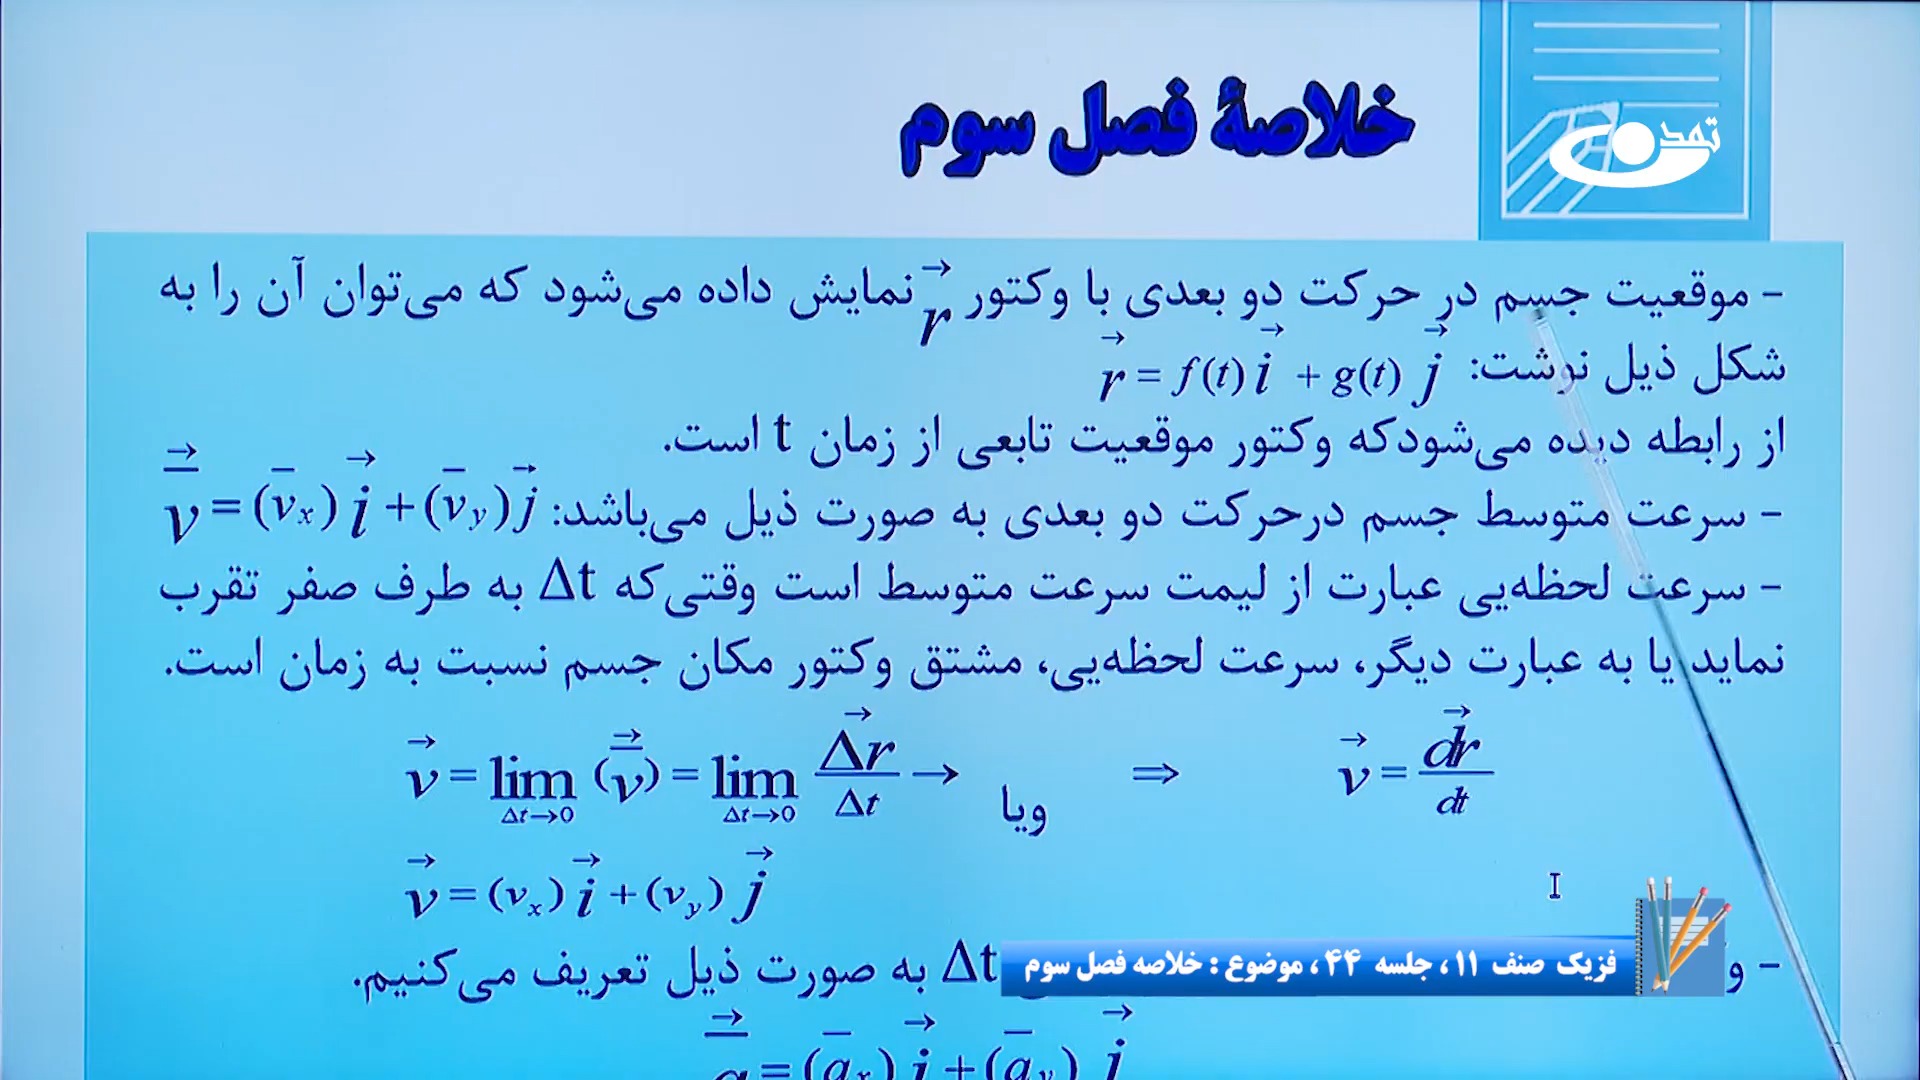 خلاصهٔ فصل سوم
تمدن
- موقعیت جسم در حرکت دو بعدی با وکتور r⃗ نمایش داده می‌شود که می‌توان آن را به
شکل ذیل نوشت: r⃗ = f(t) i⃗ + g(t) j⃗
از رابطه دیده می‌شودکه وکتور موقعیت تابعی از زمان t است.
- سرعت متوسط جسم درحرکت دو بعدی به صورت ذیل می‌باشد: v̅⃗ = (v̅x) i⃗ + (v̅y) j⃗
- سرعت لحظه‌یی عبارت از لیمت سرعت متوسط است وقتی‌که Δt به طرف صفر تقرب
نماید یا به عبارت دیگر، سرعت لحظه‌یی، مشتق وکتور مکان جسم نسبت به زمان است.
v⃗ = lim Δt→0 (v̅⃗) = lim Δt→0 Δr⃗/Δt → ویا ⇒ v⃗ = dr⃗/dt
v⃗ = (vx) i⃗ + (vy) j⃗
- و Δt به صورت ذیل تعریف می‌کنیم.
فزیک صنف ۱۱، جلسه ۴۴، موضوع : خلاصه فصل سوم
a̅⃗ = (a̅x) i⃗ + (a̅y) j⃗